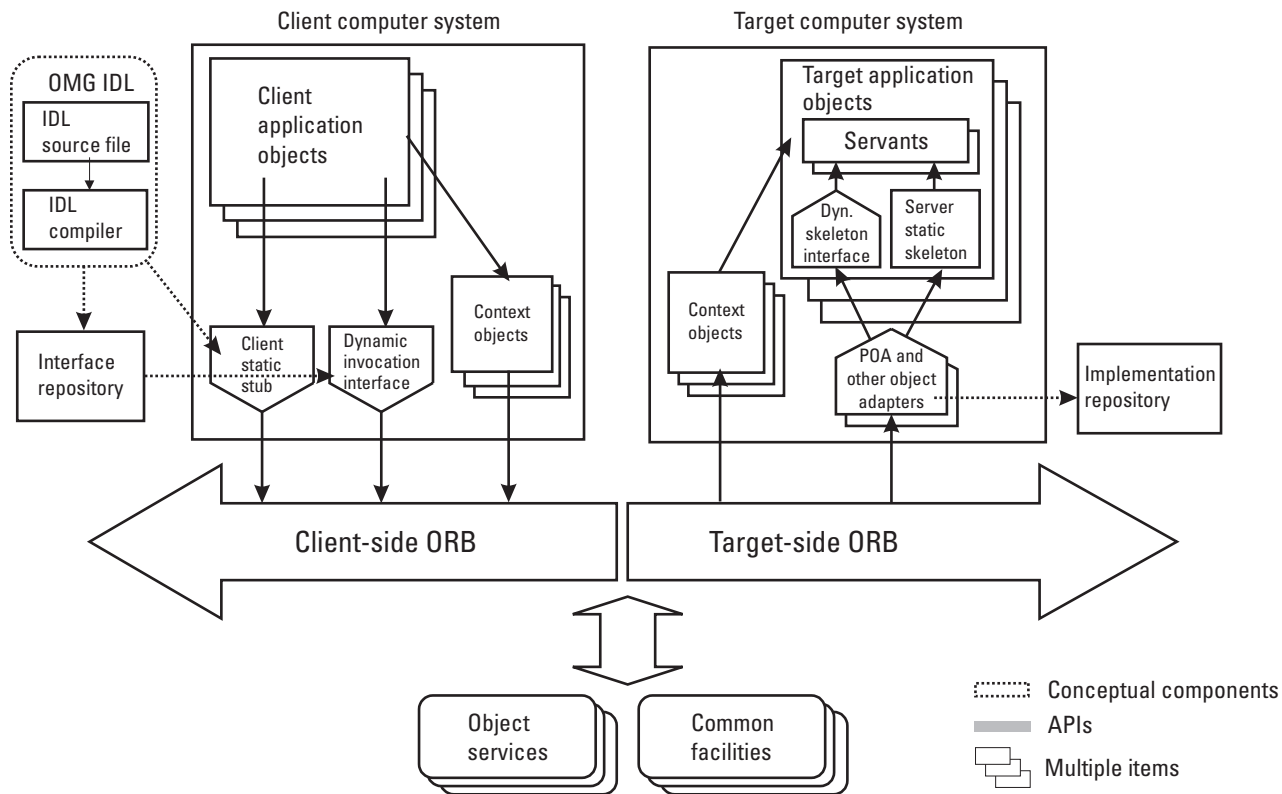 Client computer system
Target computer system
OMG IDL
IDL
source file
IDL
compiler
Interface
repository
Client
application
objects
Client
static
stub
Dynamic
invocation
interface
Context
objects
Target application
objects
Servants
Dyn.
skeleton
interface
Server
static
skeleton
Context
objects
POA and
other object
adapters
Implementation
repository
Client-side ORB
Target-side ORB
Object
services
Common
facilities
Conceptual components
APIs
Multiple items